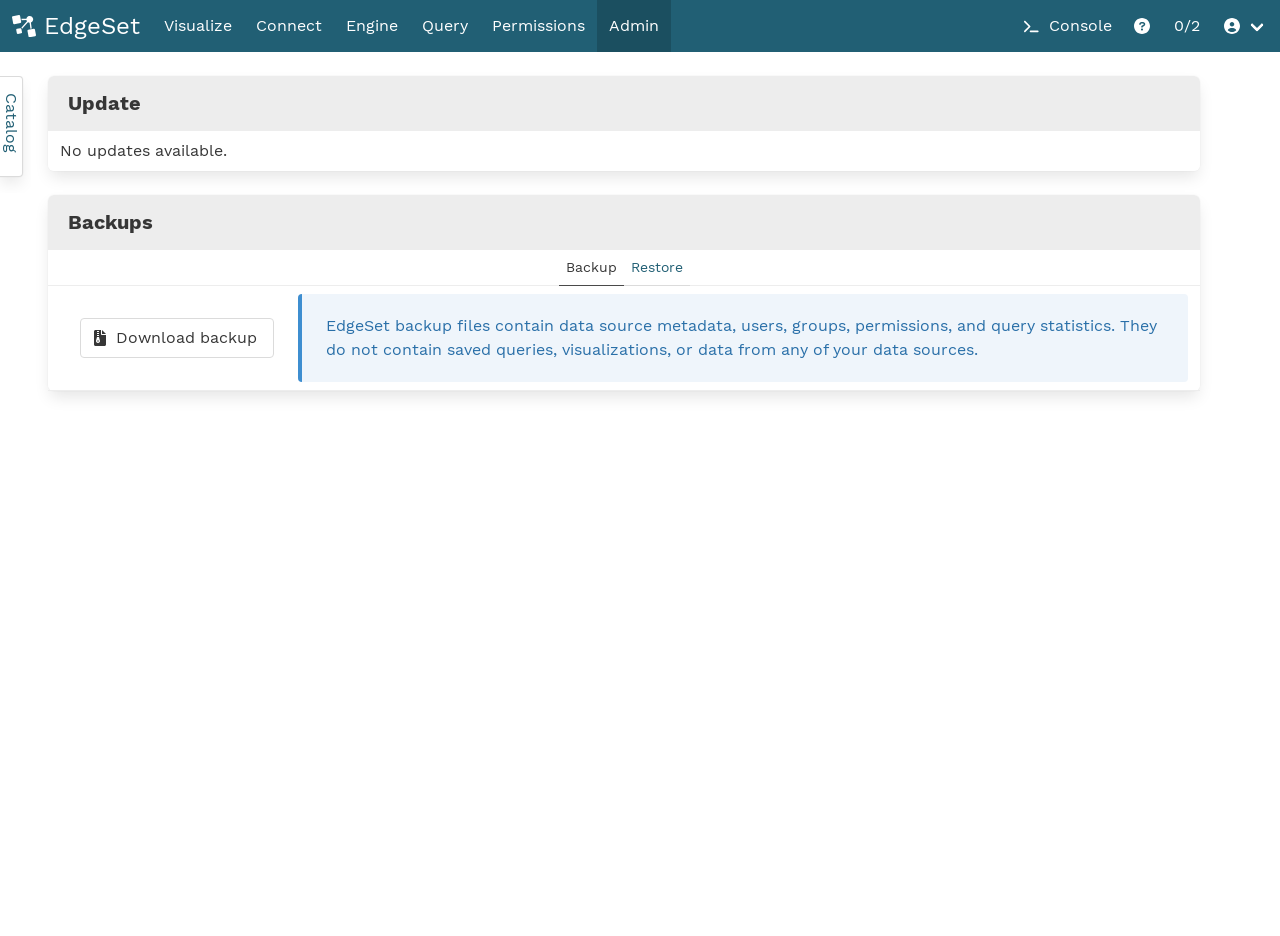 EdgeSet Visualize Connect Engine Query Permissions Admin Console 0/2
Catalog
Update
No updates available.
Backups
Backup Restore
Download backup
EdgeSet backup files contain data source metadata, users, groups, permissions, and query statistics. They
do not contain saved queries, visualizations, or data from any of your data sources.